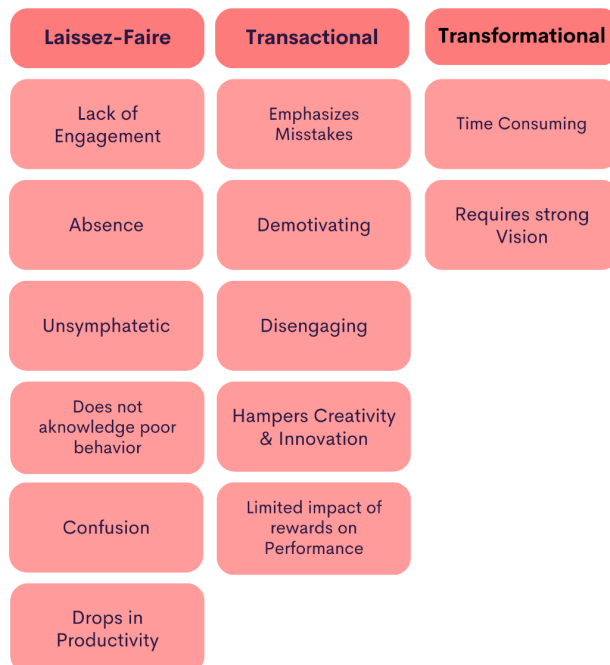 Laissez-Faire
Lack of
Engagement
Absence
Unsymphatetic
Does not
aknowledge poor
behavior
Confusion
Drops in
Productivity
Transactional
Emphasizes
Misstakes
Demotivating
Disengaging
Hampers Creativity
& Innovation
Limited impact of
rewards on
Performance
Transformational
Time Consuming
Requires strong
Vision